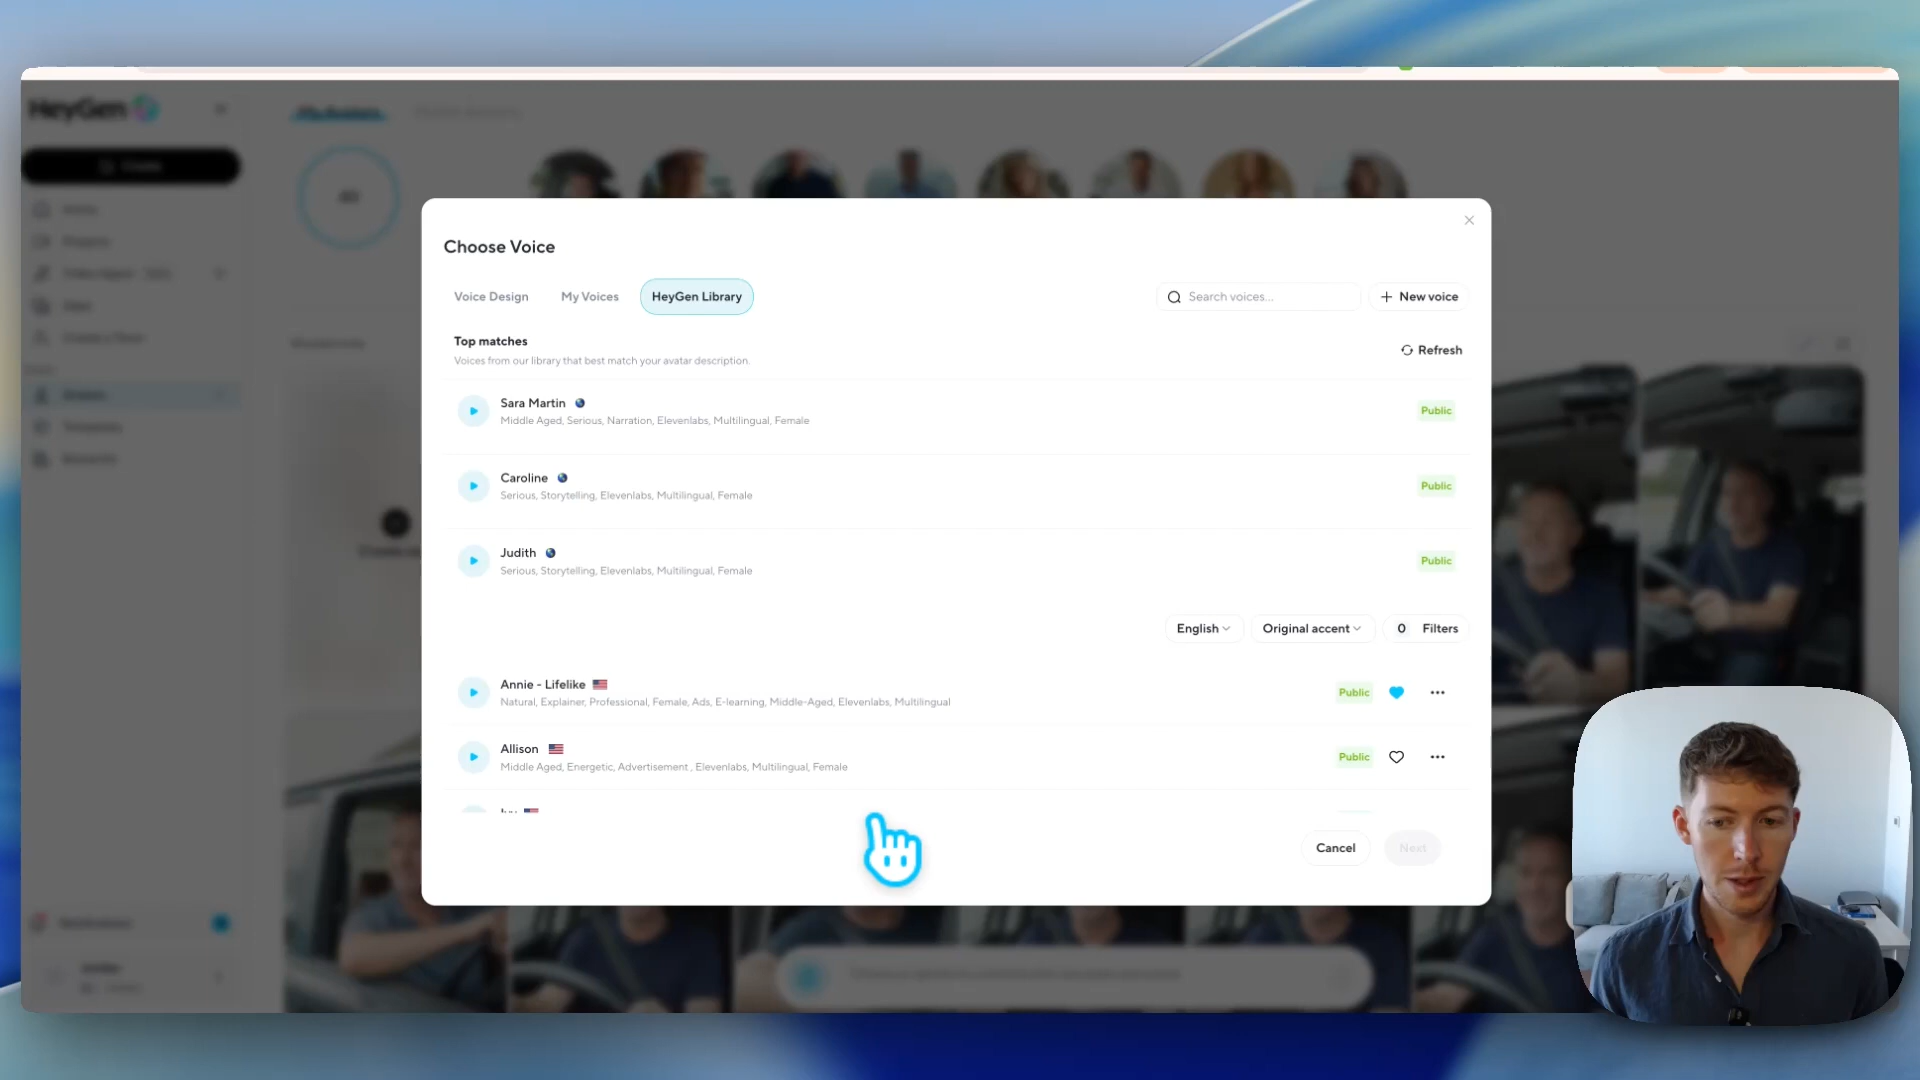 HeyGen
Choose Voice
Voice Design
My Voices
HeyGen Library
Search voices...
+ New voice
Top matches
Voices from our library that best match your avatar description.
Refresh
Sara Martin
Middle Aged, Serious, Narration, Elevenlabs, Multilingual, Female
Public
Caroline
Serious, Storytelling, Elevenlabs, Multilingual, Female
Public
Judith
Serious, Storytelling, Elevenlabs, Multilingual, Female
Public
English
Original accent
0 Filters
Annie - Lifelike
Natural, Explainer, Professional, Female, Ads, E-learning, Middle-Aged, Elevenlabs, Multilingual
Public
Allison
Middle Aged, Energetic, Advertisement , Elevenlabs, Multilingual, Female
Public
Cancel
Next